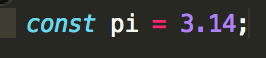 const pi = 3.14;